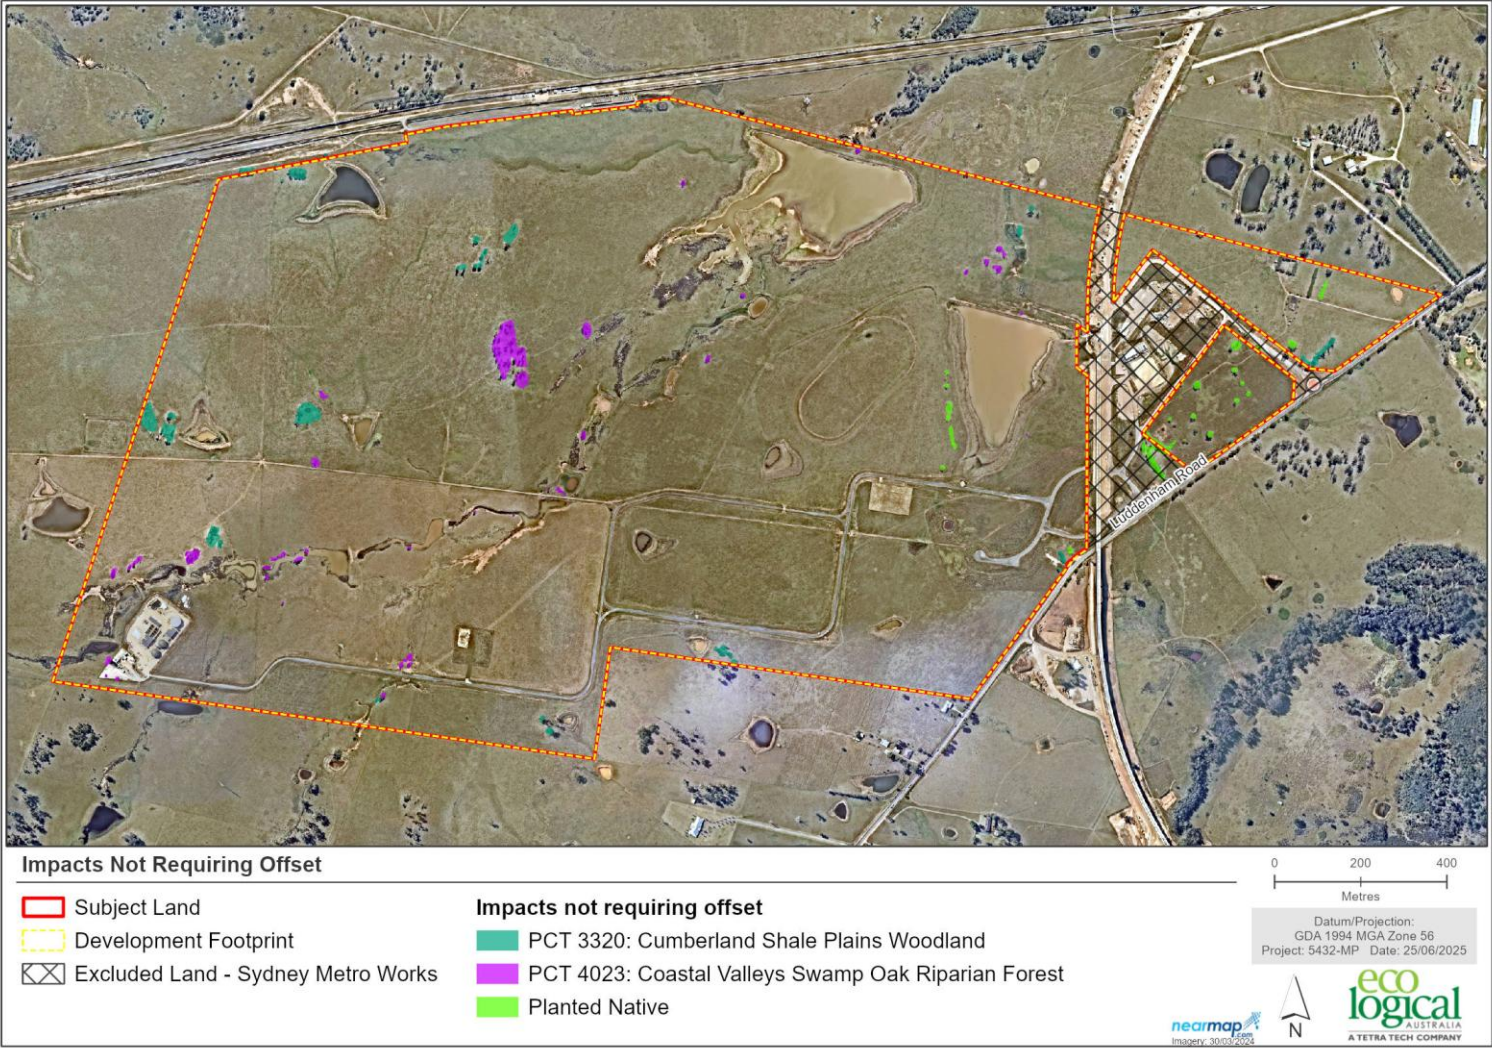 Luddenham Road
Impacts Not Requiring Offset
Subject Land
Development Footprint
Excluded Land - Sydney Metro Works
Impacts not requiring offset
PCT 3320: Cumberland Shale Plains Woodland
PCT 4023: Coastal Valleys Swamp Oak Riparian Forest
Planted Native
0 200 400
Metres
Datum/Projection:
GDA 1994 MGA Zone 56
Project: 5432-MP Date: 25/06/2025
nearmap.com
Imagery: 30/03/2024
N
eco
logical
AUSTRALIA
A TETRA TECH COMPANY